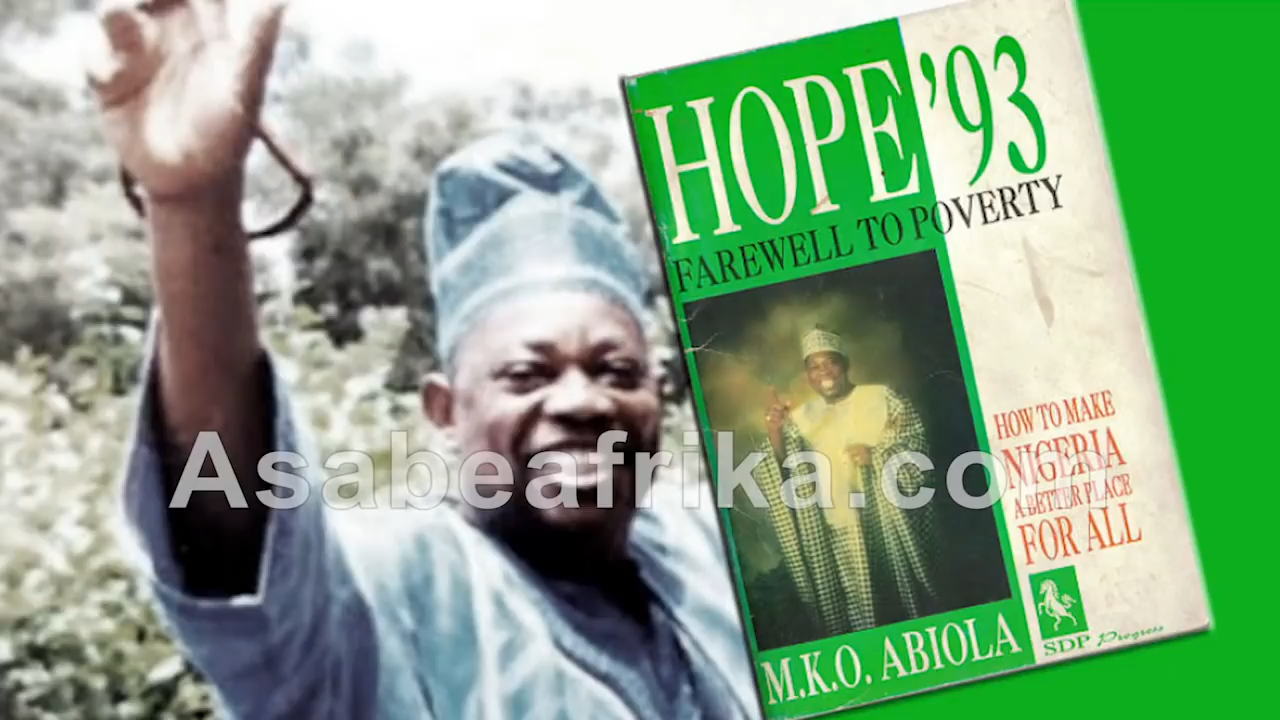 HOPE '93
FAREWELL TO POVERTY
HOW TO MAKE
NIGERIA
A BETTER PLACE
FOR ALL
M.K.O. ABIOLA
SDP Progress
Asabeafrika.com